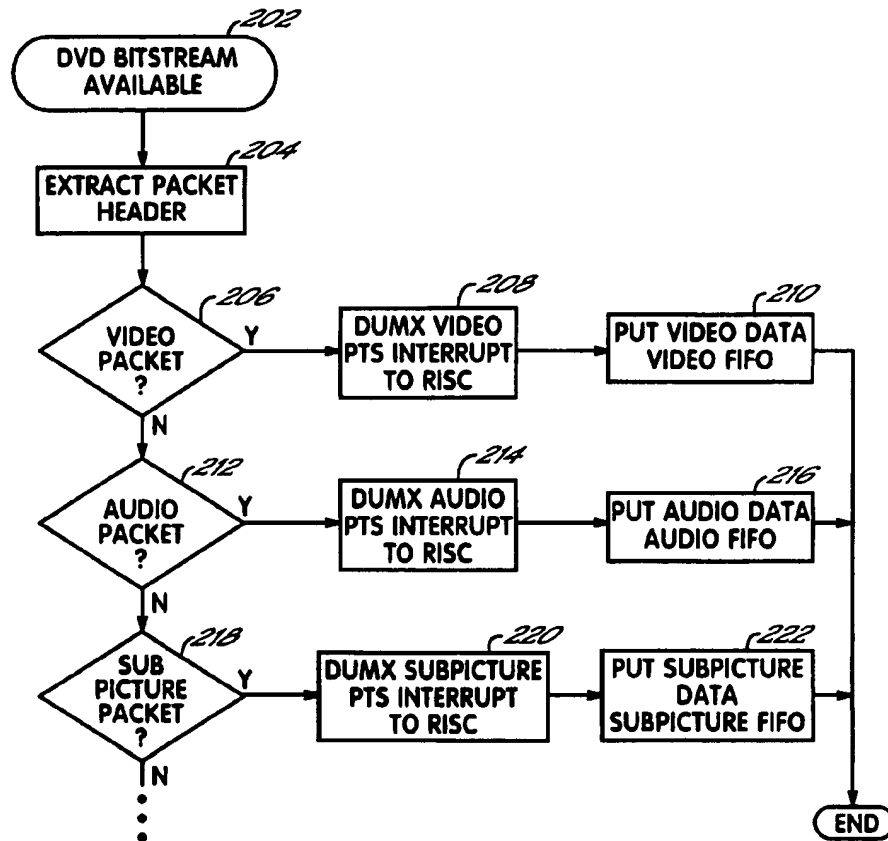 202
DVD BITSTREAM
AVAILABLE
204
EXTRACT PACKET
HEADER
206
VIDEO
PACKET
?
Y
N
208
DUMX VIDEO
PTS INTERRUPT
TO RISC
210
PUT VIDEO DATA
VIDEO FIFO
212
AUDIO
PACKET
?
Y
N
214
DUMX AUDIO
PTS INTERRUPT
TO RISC
216
PUT AUDIO DATA
AUDIO FIFO
218
SUB
PICTURE
PACKET
?
Y
N
220
DUMX SUBPICTURE
PTS INTERRUPT
TO RISC
222
PUT SUBPICTURE
DATA
SUBPICTURE FIFO
END